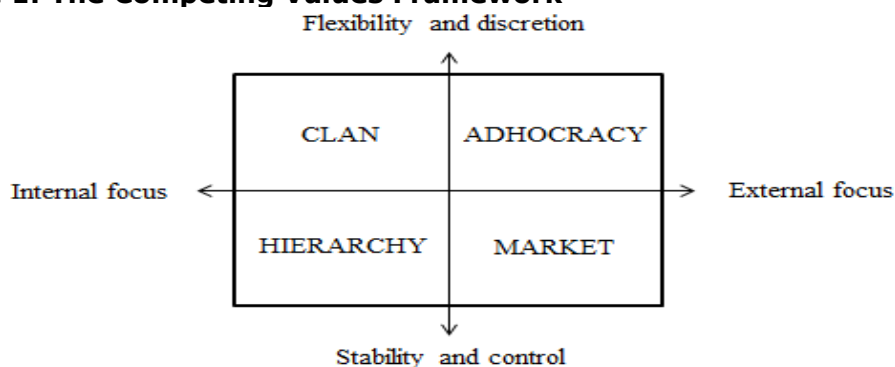 1. The Competing Values Framework
Flexibility and discretion
CLAN
ADHOCRACY
Internal focus
External focus
HIERARCHY
MARKET
Stability and control